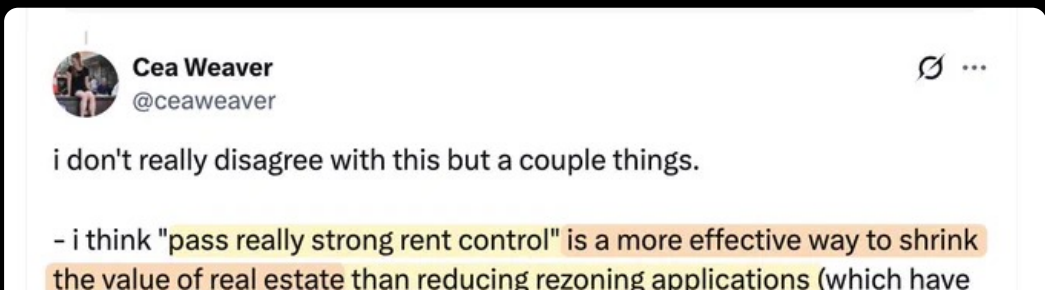 Cea Weaver
@ceaweaver
i don't really disagree with this but a couple things.
- i think "pass really strong rent control" is a more effective way to shrink
the value of real estate than reducing rezoning applications (which have